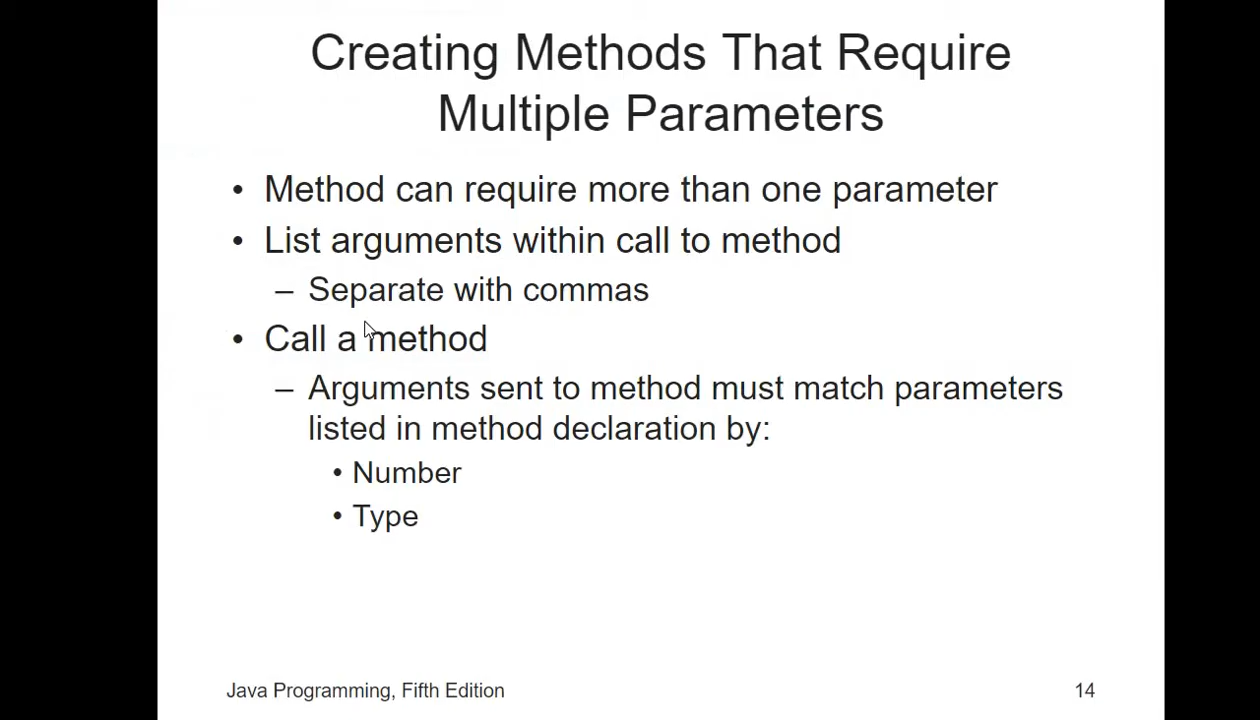 Creating Methods That Require
Multiple Parameters
• Method can require more than one parameter
• List arguments within call to method
– Separate with commas
• Call a method
– Arguments sent to method must match parameters
listed in method declaration by:
• Number
• Type
Java Programming, Fifth Edition
14